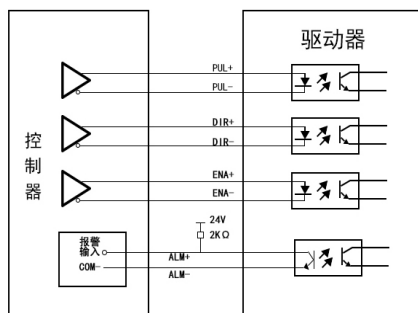 驱动器
PUL+
PUL-
DIR+
DIR-
控制器
ENA+
ENA-
24V
2KΩ
报警
输入
COM-
ALM+
ALM-